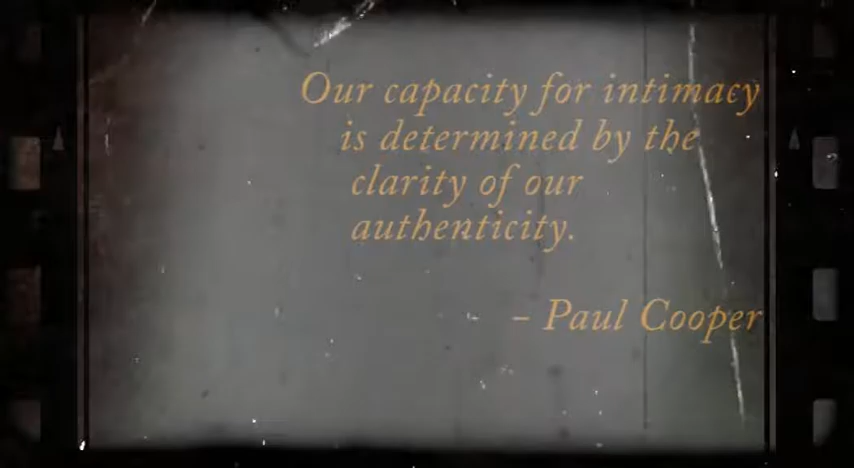 Our capacity for intimacy
is determined by the
clarity of our
authenticity.
– Paul Cooper